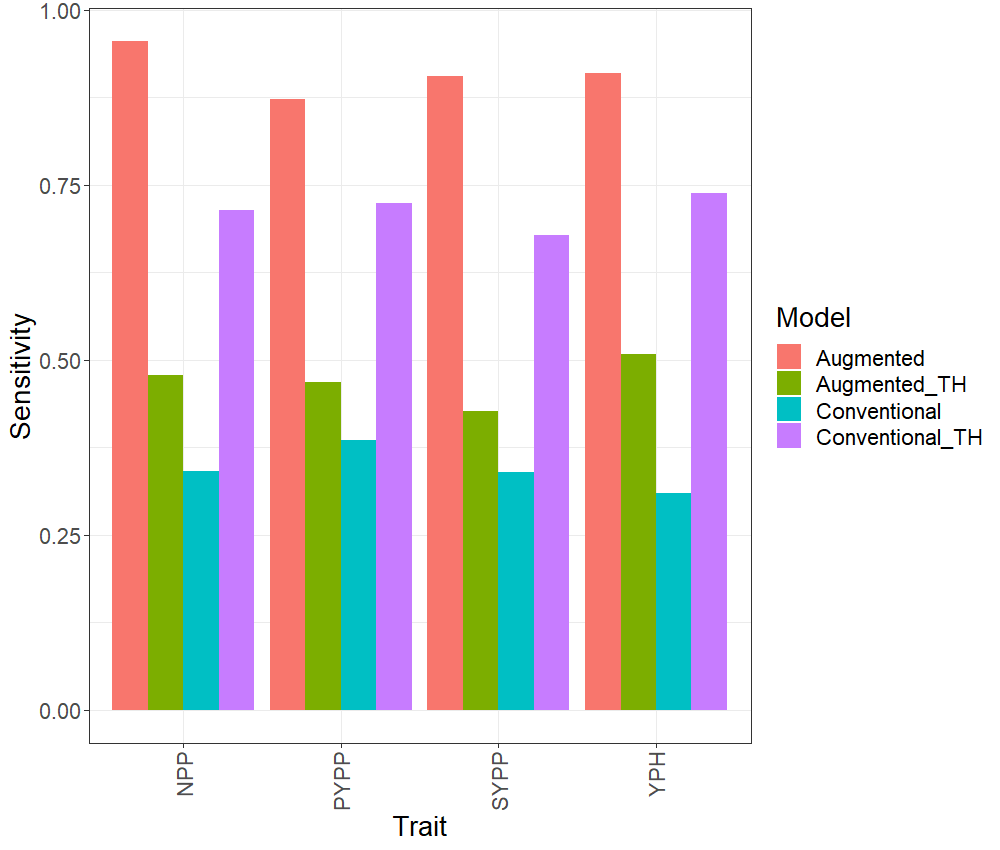 1.00
0.75
0.50
0.25
0.00
Sensitivity
NPP
PYPP
SYPP
YPH
Trait
Model
Augmented
Augmented_TH
Conventional
Conventional_TH